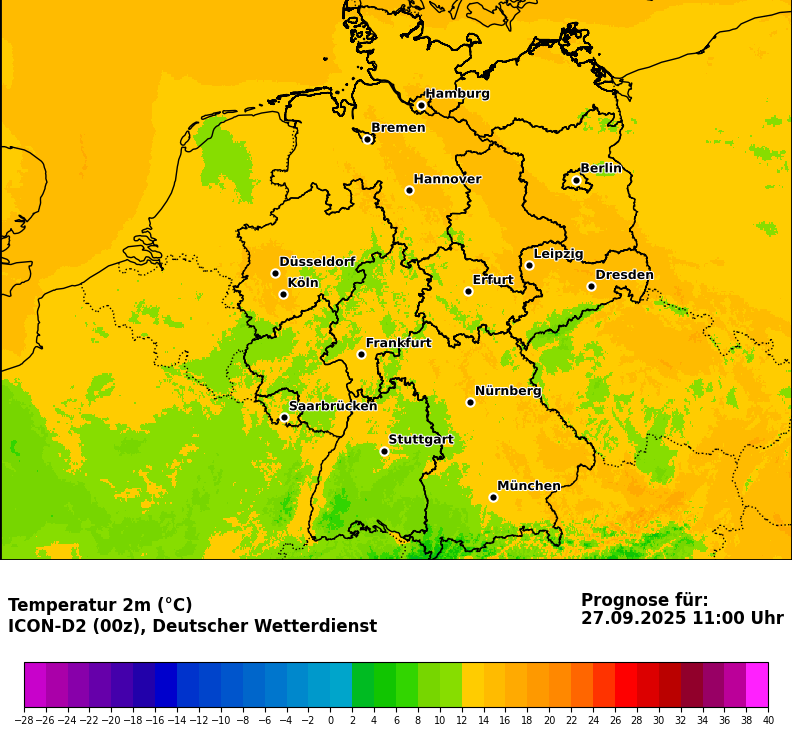 Hamburg
Bremen
Berlin
Hannover
Leipzig
Düsseldorf
Dresden
Köln
Erfurt
Frankfurt
Nürnberg
Saarbrücken
Stuttgart
München
Temperatur 2m (°C)
ICON-D2 (00z), Deutscher Wetterdienst
Prognose für:
27.09.2025 11:00 Uhr
−28 −26 −24 −22 −20 −18 −16 −14 −12 −10 −8 −6 −4 −2 0 2 4 6 8 10 12 14 16 18 20 22 24 26 28 30 32 34 36 38 40